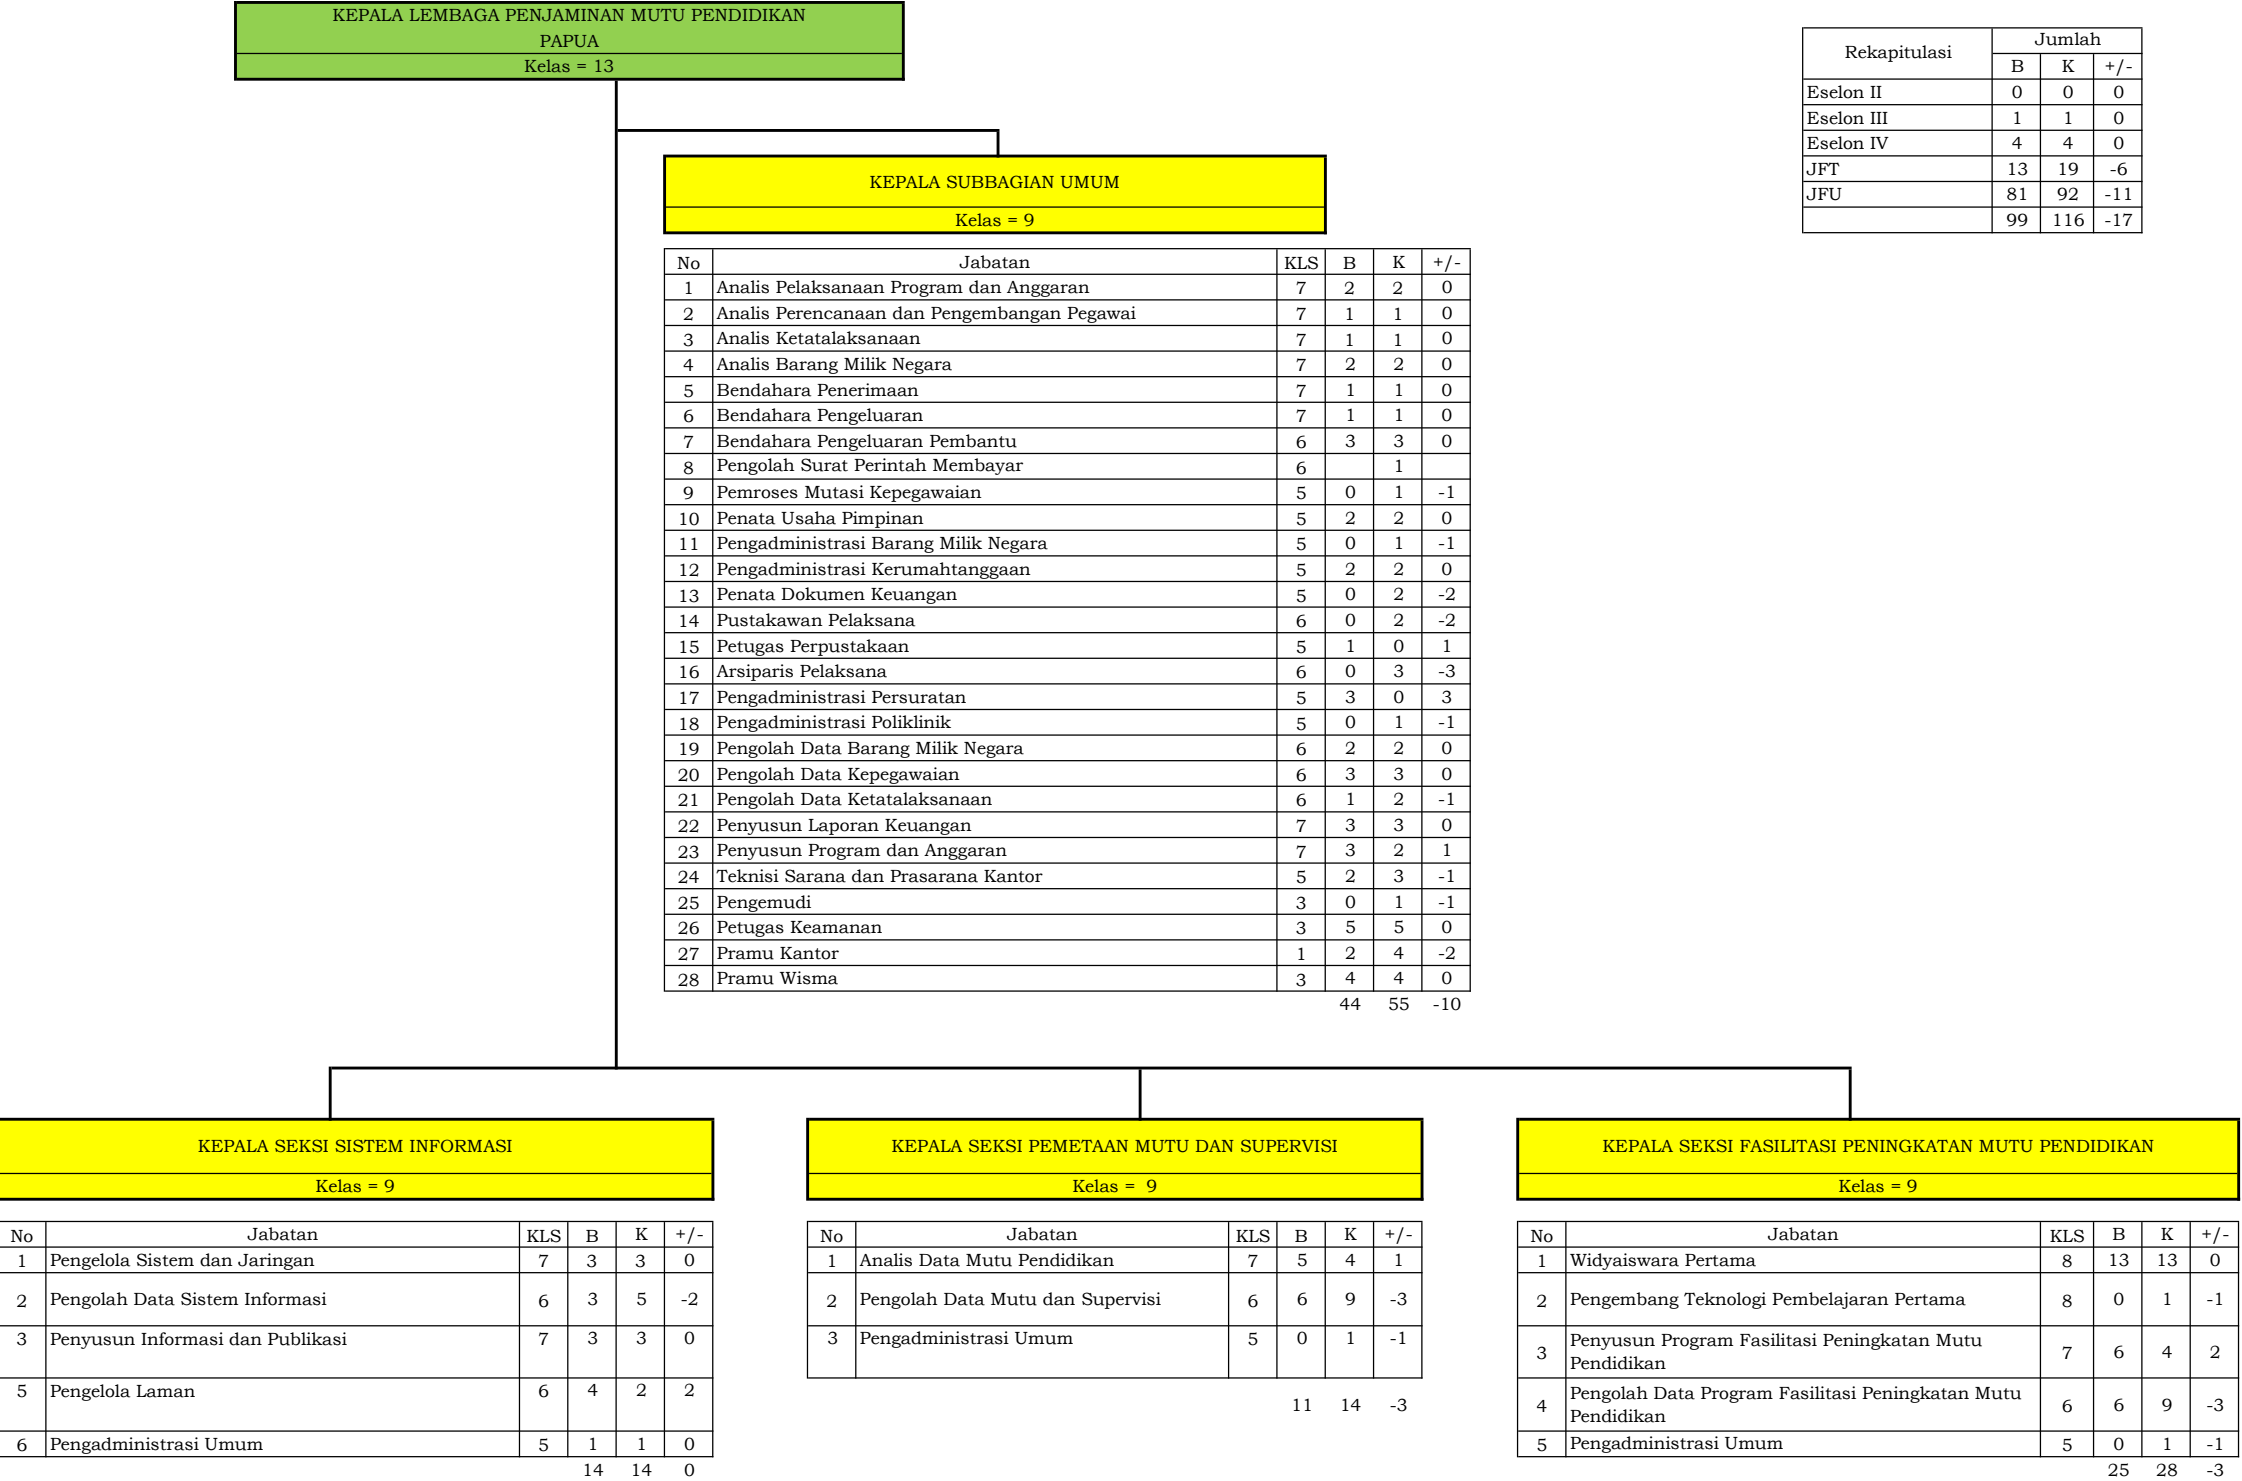 KEPALA LEMBAGA PENJAMINAN MUTU PENDIDIKAN
PAPUA
Kelas = 13
Rekapitulasi Jumlah
B K +/-
Eselon II 0 0 0
Eselon III 1 1 0
Eselon IV 4 4 0
JFT 13 19 -6
JFU 81 92 -11
99 116 -17
KEPALA SUBBAGIAN UMUM
Kelas = 9
No Jabatan KLS B K +/-
1 Analis Pelaksanaan Program dan Anggaran 7 2 2 0
2 Analis Perencanaan dan Pengembangan Pegawai 7 1 1 0
3 Analis Ketatalaksanaan 7 1 1 0
4 Analis Barang Milik Negara 7 2 2 0
5 Bendahara Penerimaan 7 1 1 0
6 Bendahara Pengeluaran 7 1 1 0
7 Bendahara Pengeluaran Pembantu 6 3 3 0
8 Pengolah Surat Perintah Membayar 6 1
9 Pemroses Mutasi Kepegawaian 5 0 1 -1
10 Penata Usaha Pimpinan 5 2 2 0
11 Pengadministrasi Barang Milik Negara 5 0 1 -1
12 Pengadministrasi Kerumahtanggaan 5 2 2 0
13 Penata Dokumen Keuangan 5 0 2 -2
14 Pustakawan Pelaksana 6 0 2 -2
15 Petugas Perpustakaan 5 1 0 1
16 Arsiparis Pelaksana 6 0 3 -3
17 Pengadministrasi Persuratan 5 3 0 3
18 Pengadministrasi Poliklinik 5 0 1 -1
19 Pengolah Data Barang Milik Negara 6 2 2 0
20 Pengolah Data Kepegawaian 6 3 3 0
21 Pengolah Data Ketatalaksanaan 6 1 2 -1
22 Penyusun Laporan Keuangan 7 3 3 0
23 Penyusun Program dan Anggaran 7 3 2 1
24 Teknisi Sarana dan Prasarana Kantor 5 2 3 -1
25 Pengemudi 3 0 1 -1
26 Petugas Keamanan 3 5 5 0
27 Pramu Kantor 1 2 4 -2
28 Pramu Wisma 3 4 4 0
44 55 -10
KEPALA SEKSI SISTEM INFORMASI
Kelas = 9
No Jabatan KLS B K +/-
1 Pengelola Sistem dan Jaringan 7 3 3 0
2 Pengolah Data Sistem Informasi 6 3 5 -2
3 Penyusun Informasi dan Publikasi 7 3 3 0
5 Pengelola Laman 6 4 2 2
6 Pengadministrasi Umum 5 1 1 0
14 14 0
KEPALA SEKSI PEMETAAN MUTU DAN SUPERVISI
Kelas = 9
No Jabatan KLS B K +/-
1 Analis Data Mutu Pendidikan 7 5 4 1
2 Pengolah Data Mutu dan Supervisi 6 6 9 -3
3 Pengadministrasi Umum 5 0 1 -1
11 14 -3
KEPALA SEKSI FASILITASI PENINGKATAN MUTU PENDIDIKAN
Kelas = 9
No Jabatan KLS B K +/-
1 Widyaiswara Pertama 8 13 13 0
2 Pengembang Teknologi Pembelajaran Pertama 8 0 1 -1
3 Penyusun Program Fasilitasi Peningkatan Mutu
Pendidikan 7 6 4 2
4 Pengolah Data Program Fasilitasi Peningkatan Mutu
Pendidikan 6 6 9 -3
5 Pengadministrasi Umum 5 0 1 -1
25 28 -3